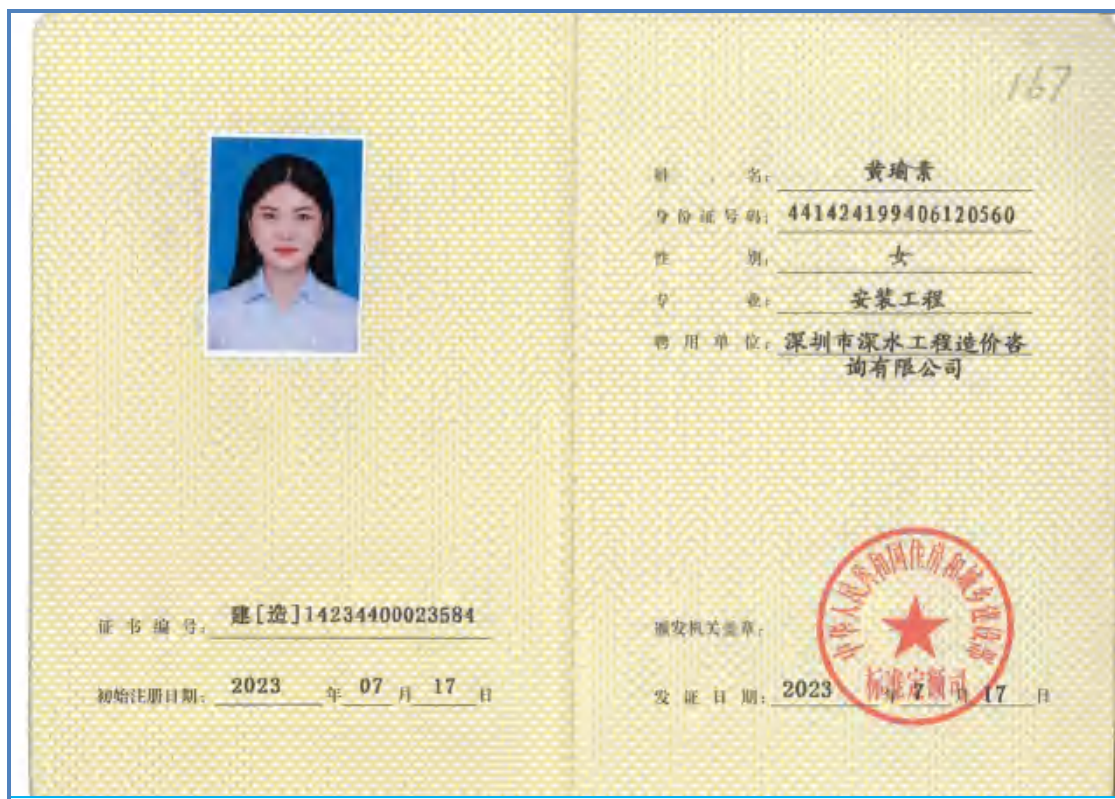 167
姓 名: 黄瑜素
身份证号码: 441424199406120560
性 别: 女
专 业: 安装工程
聘用单位: 深圳市深水工程造价咨
询有限公司
证书编号: 建[造]14234400023584
初始注册日期: 2023 年 07 月 17 日
颁发机关盖章:
中华人民共和国住房和城乡建设部
标准定额司
发证日期: 2023 年 7 月 17 日